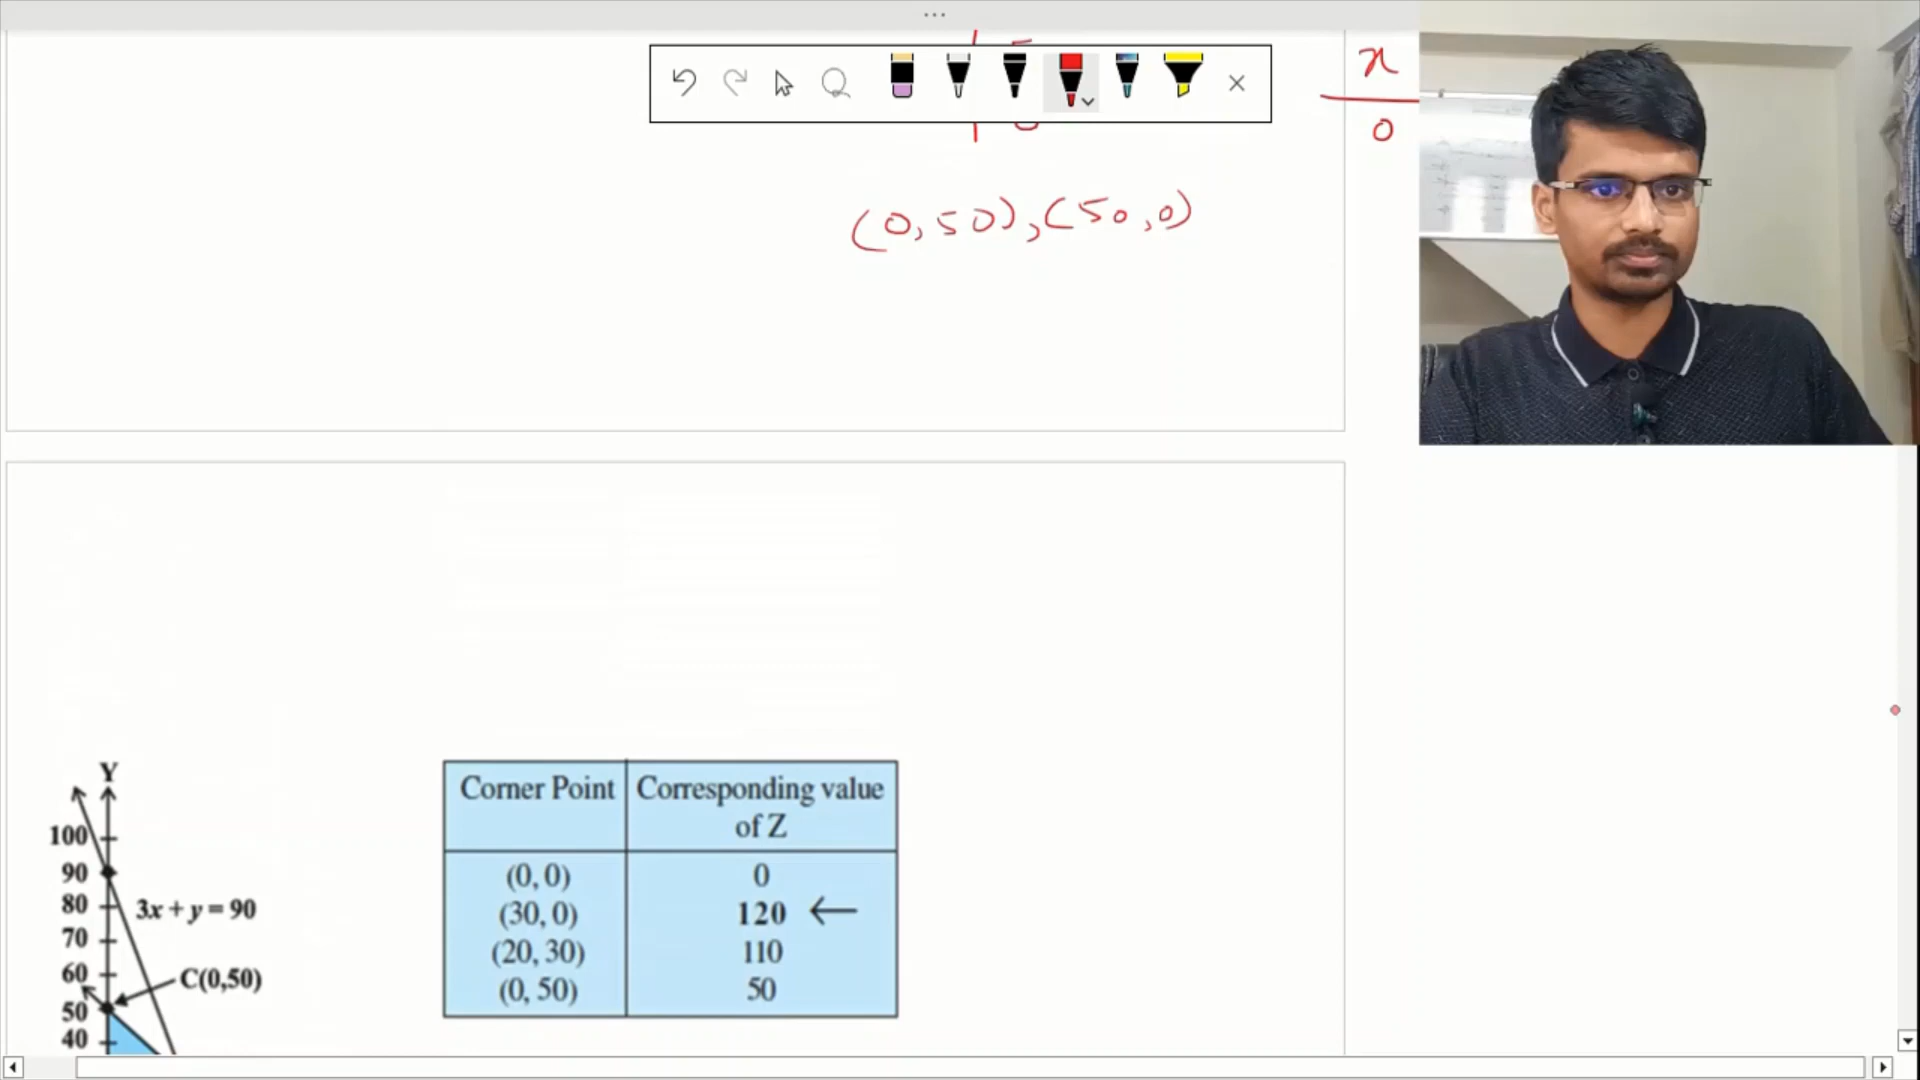 x
0
(0,50),(50,0)
Y
100
90
80
70
60
50
40
3x + y = 90
C(0,50)
Corner Point
Corresponding value
of Z
(0, 0) 0
(30, 0) 120 ←
(20, 30) 110
(0, 50) 50